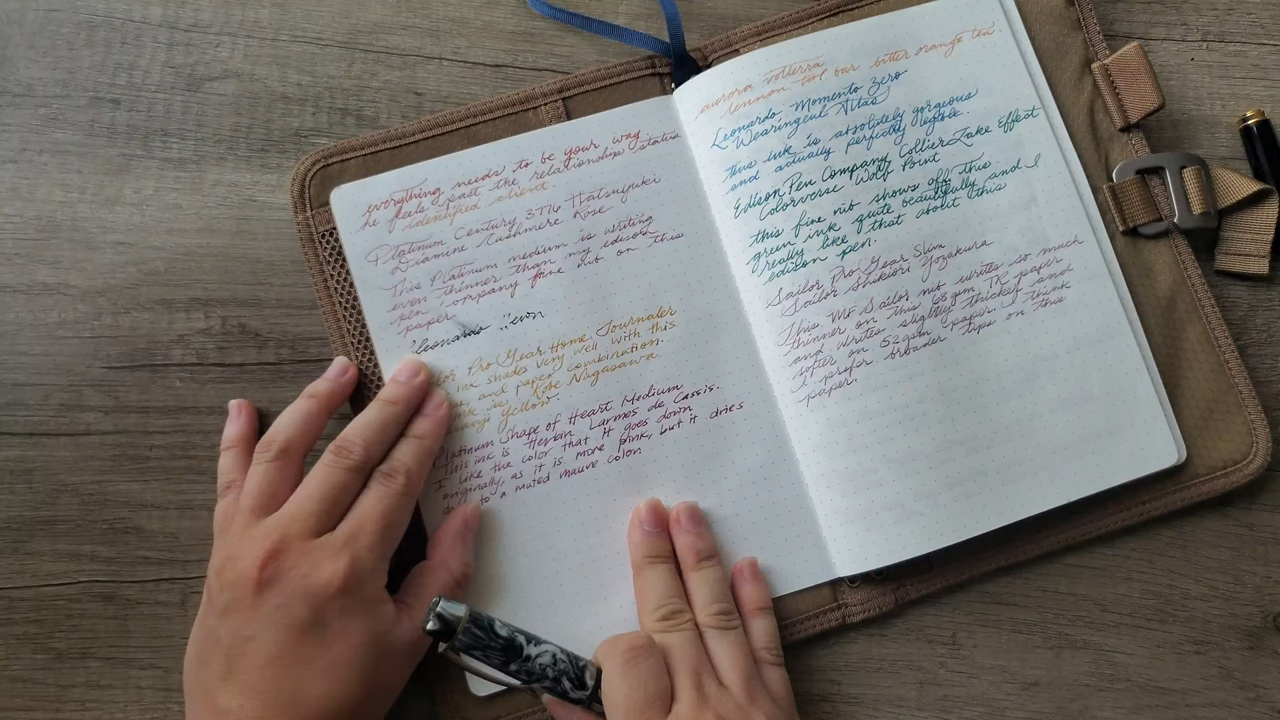 everything needs to be your way
he feels past the relationship status
identified client
Platinum Century 3776 Hatsuyuki
Diamine Cashmere Rose
This Platinum medium is writing
even thinner than my edison
pen company fine nib on this
paper.
Leonardo
Pro Gear Home Journaler
ink shades very well with this
and paper combination.
is Kobe Nagasawa
Yellow.
Platinum Shape of Heart Medium
This ink is Herbin Larmes de Cassis.
I like the color that it goes down
originally, as it is more pink, but it dries
to a muted mauve color.
aurora volterra
lennon tool bar bitter orange tea.
Leonardo Momento Zero
Wearingeul Atlas
this ink is absolutely gorgeous
and actually perfectly legible.
Edison Pen Company Collier Lake Effect
Colorverse Wolf Point
this fine nib shows off this
green ink quite beautifully and I
really like that about this
edison pen.
Sailor Pro Gear Slim
Sailor Shikiori Yozakura
This MF Sailor nib writes so much
thinner on this 68gsm TR paper
and writes slightly thicker and
softer on 52gsm paper. I think
I prefer broader tips on this
paper.